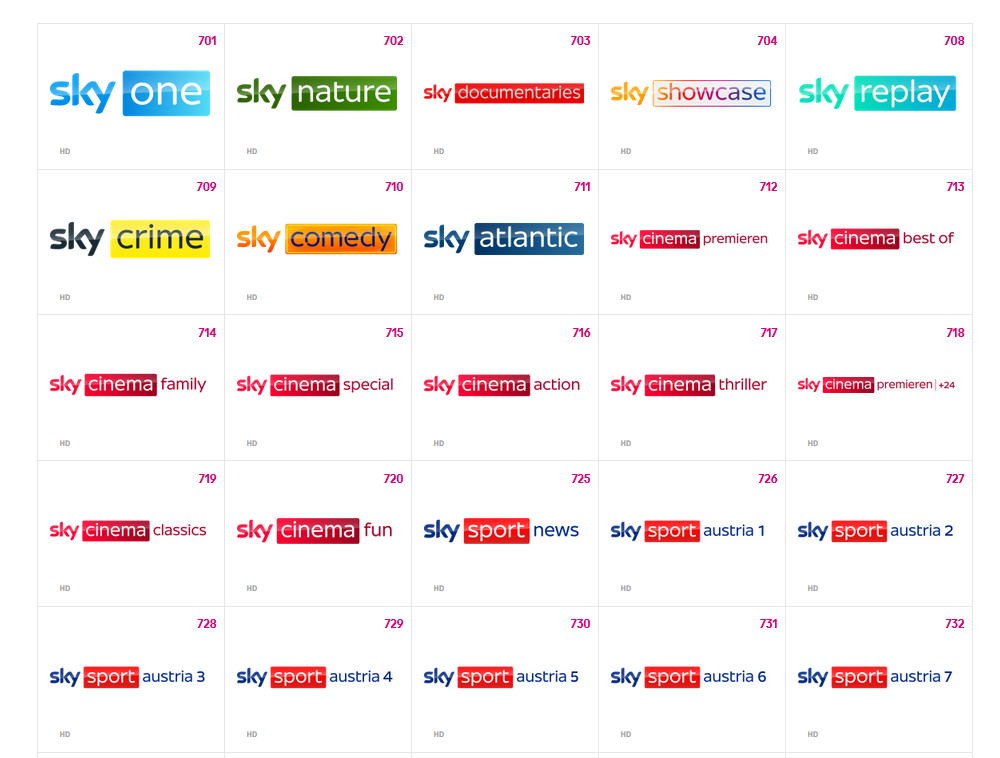 701
sky one
HD
702
sky nature
HD
703
sky documentaries
HD
704
sky showcase
HD
708
sky replay
HD
709
sky crime
HD
710
sky comedy
HD
711
sky atlantic
HD
712
sky cinema premieren
HD
713
sky cinema best of
HD
714
sky cinema family
HD
715
sky cinema special
HD
716
sky cinema action
HD
717
sky cinema thriller
HD
718
sky cinema premieren | +24
HD
719
sky cinema classics
HD
720
sky cinema fun
HD
725
sky sport news
HD
726
sky sport austria 1
HD
727
sky sport austria 2
HD
728
sky sport austria 3
HD
729
sky sport austria 4
HD
730
sky sport austria 5
HD
731
sky sport austria 6
HD
732
sky sport austria 7
HD